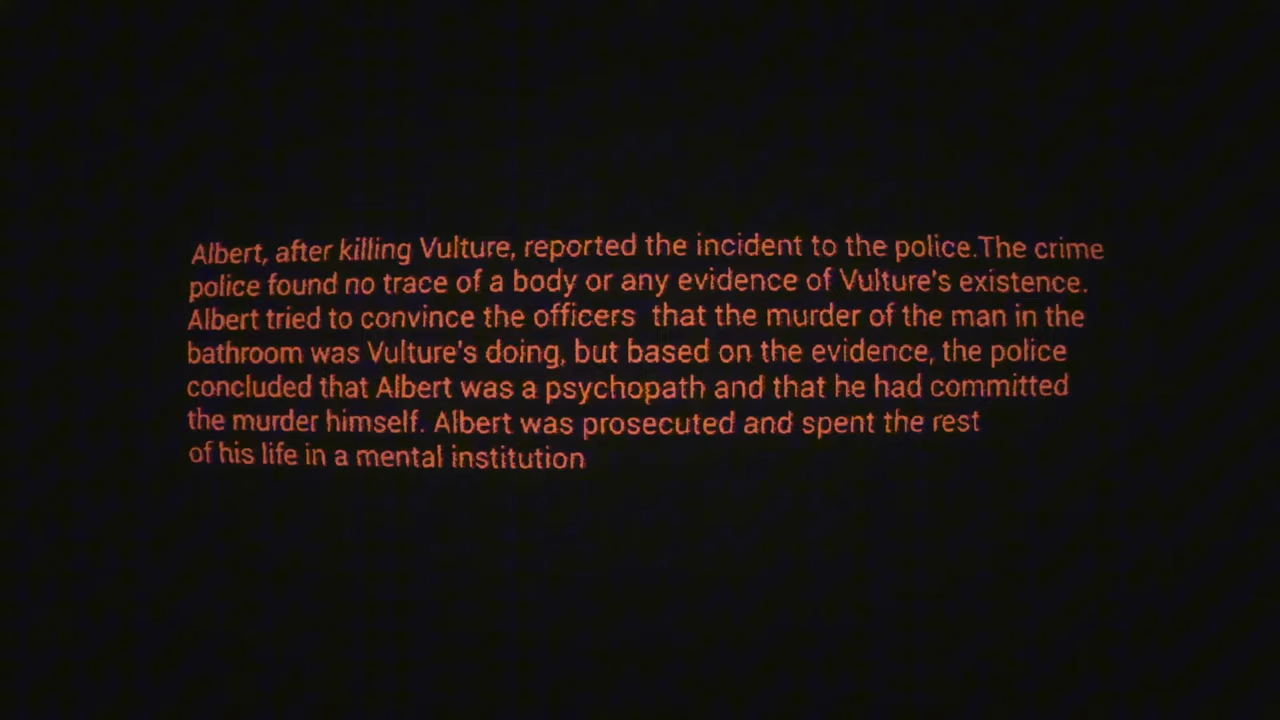 Albert, after killing Vulture, reported the incident to the police.The crime
police found no trace of a body or any evidence of Vulture's existence.
Albert tried to convince the officers  that the murder of the man in the
bathroom was Vulture's doing, but based on the evidence, the police
concluded that Albert was a psychopath and that he had committed
the murder himself. Albert was prosecuted and spent the rest
of his life in a mental institution